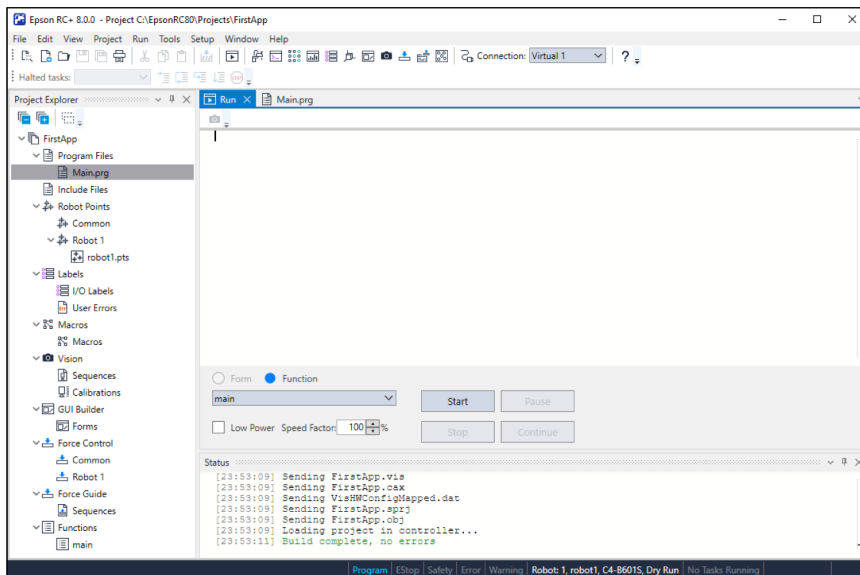 Epson RC+ 8.0.0 - Project C:\EpsonRC80\Projects\FirstApp
File Edit View Project Run Tools Setup Window Help
Connection: Virtual 1
Halted tasks:
Project Explorer
Run
Main.prg
FirstApp
Program Files
Main.prg
Include Files
Robot Points
Common
Robot 1
robot1.pts
Labels
I/O Labels
User Errors
Macros
Macros
Vision
Sequences
Calibrations
GUI Builder
Forms
Force Control
Common
Robot 1
Force Guide
Sequences
Functions
main
Form Function
main
Start Pause
Low Power Speed Factor: 100 %
Stop Continue
Status
[23:53:09] Sending FirstApp.vis
[23:53:09] Sending FirstApp.cax
[23:53:09] Sending VisHWConfigMapped.dat
[23:53:09] Sending FirstApp.sprj
[23:53:09] Sending FirstApp.obj
[23:53:09] Loading project in controller...
[23:53:11] Build complete, no errors
Program EStop Safety Error Warning Robot: 1, robot1, C4-B601S, Dry Run No Tasks Running